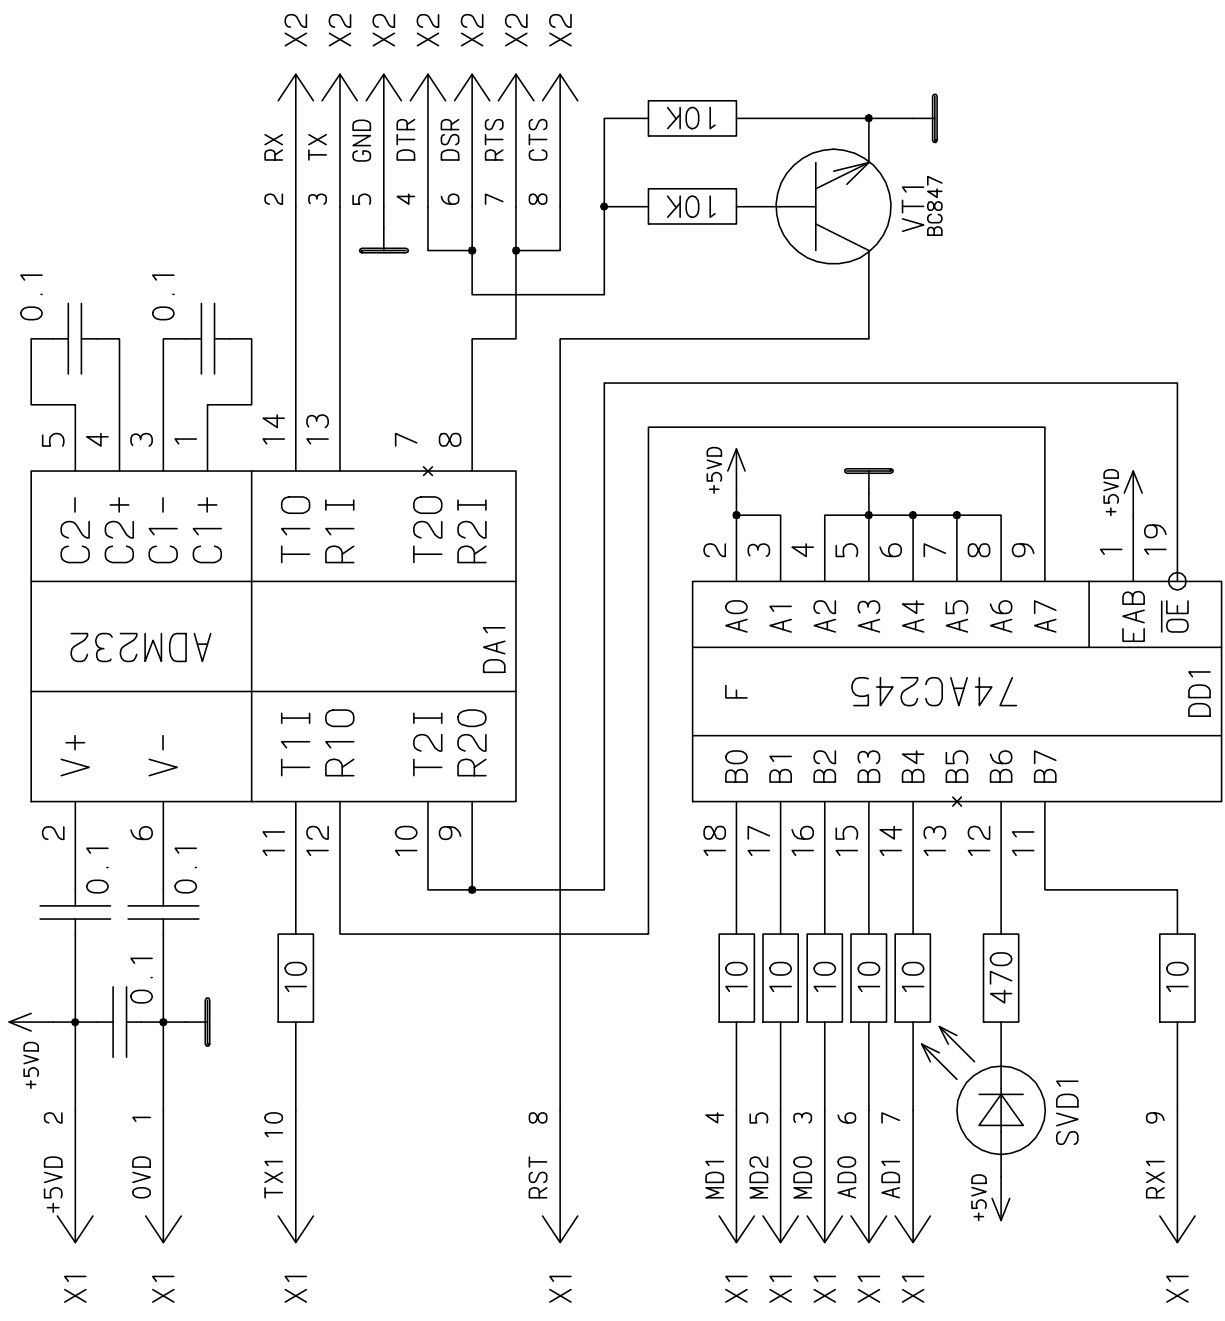 X2 X2 X2 X2 X2 X2 X2
RX TX GND DTR DSR RTS CTS
2 3 5 4 6 7 8
10K
10K
VT1
BC847
0.1
0.1
5 4 3 1 14 13 7 8
C2- C2+ C1- C1+ T1O R1I T2O R2I
ADM232
DA1
V+ V- T1I R1O T2I R2O
2 6 11 12 10 9
0.1
0.1
0.1
10
+5VD
+5VD 2
0VD 1
TX1 10
RST 8
X1 X1 X1 X1
+5VD
+5VD
2 3 4 5 6 7 8 9 1 19
A0 A1 A2 A3 A4 A5 A6 A7 EAB OE
F
74AC245
DD1
B0 B1 B2 B3 B4 B5 B6 B7
18 17 16 15 14 13 12 11
10 10 10 10 10 470 10
SVD1
+5VD
MD1 4
MD2 5
MD0 3
AD0 6
AD1 7
RX1 9
X1 X1 X1 X1 X1 X1